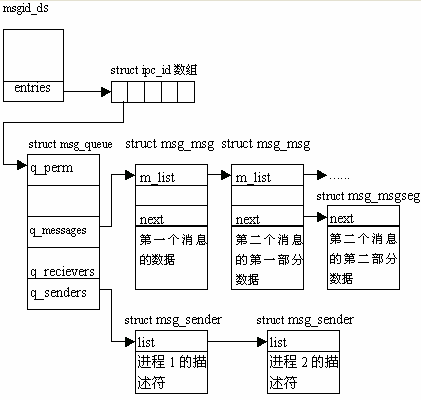 msgid_ds
struct ipc_id 数组
entries
struct msg_queue
struct msg_msg
struct msg_msg
q_perm
m_list
m_list
......
struct msg_msgseg
q_messages
next
next
next
第一个消息
的数据
第二个消息
的第一部分
数据
第二个消息
的第二部分
数据
q_recievers
q_senders
struct msg_sender
struct msg_sender
list
list
进程 1 的描
述符
进程 2 的描
述符